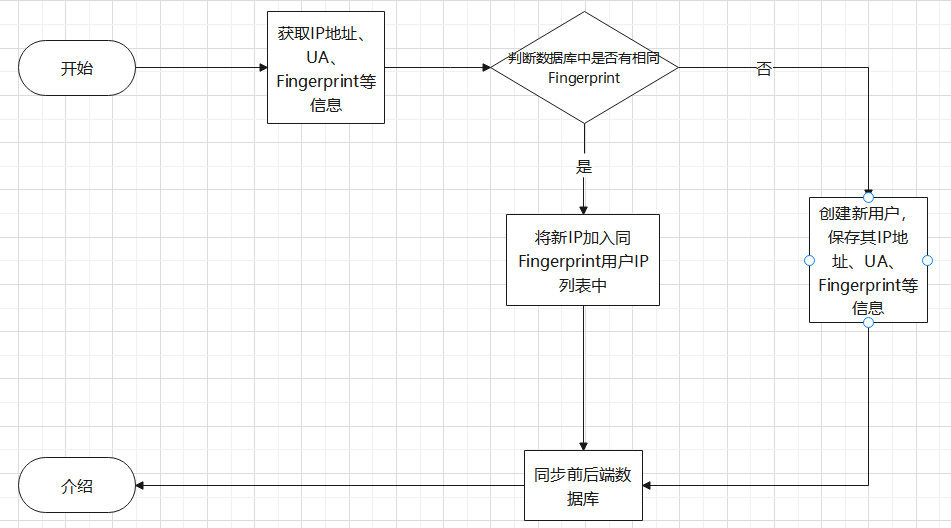 开始
获取IP地址、
UA、
Fingerprint等
信息
判断数据库中是否有相同
Fingerprint
否
是
将新IP加入同
Fingerprint用户IP
列表中
创建新用户，
保存其IP地
址、UA、
Fingerprint等
信息
同步前后端数
据库
介绍